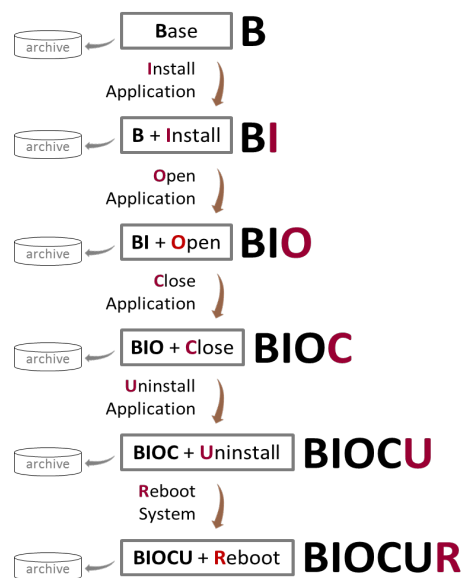 archive
Base
B
Install
Application
archive
B + Install
BI
Open
Application
archive
BI + Open
BIO
Close
Application
archive
BIO + Close
BIOC
Uninstall
Application
archive
BIOC + Uninstall
BIOCU
Reboot
System
archive
BIOCU + Reboot
BIOCUR